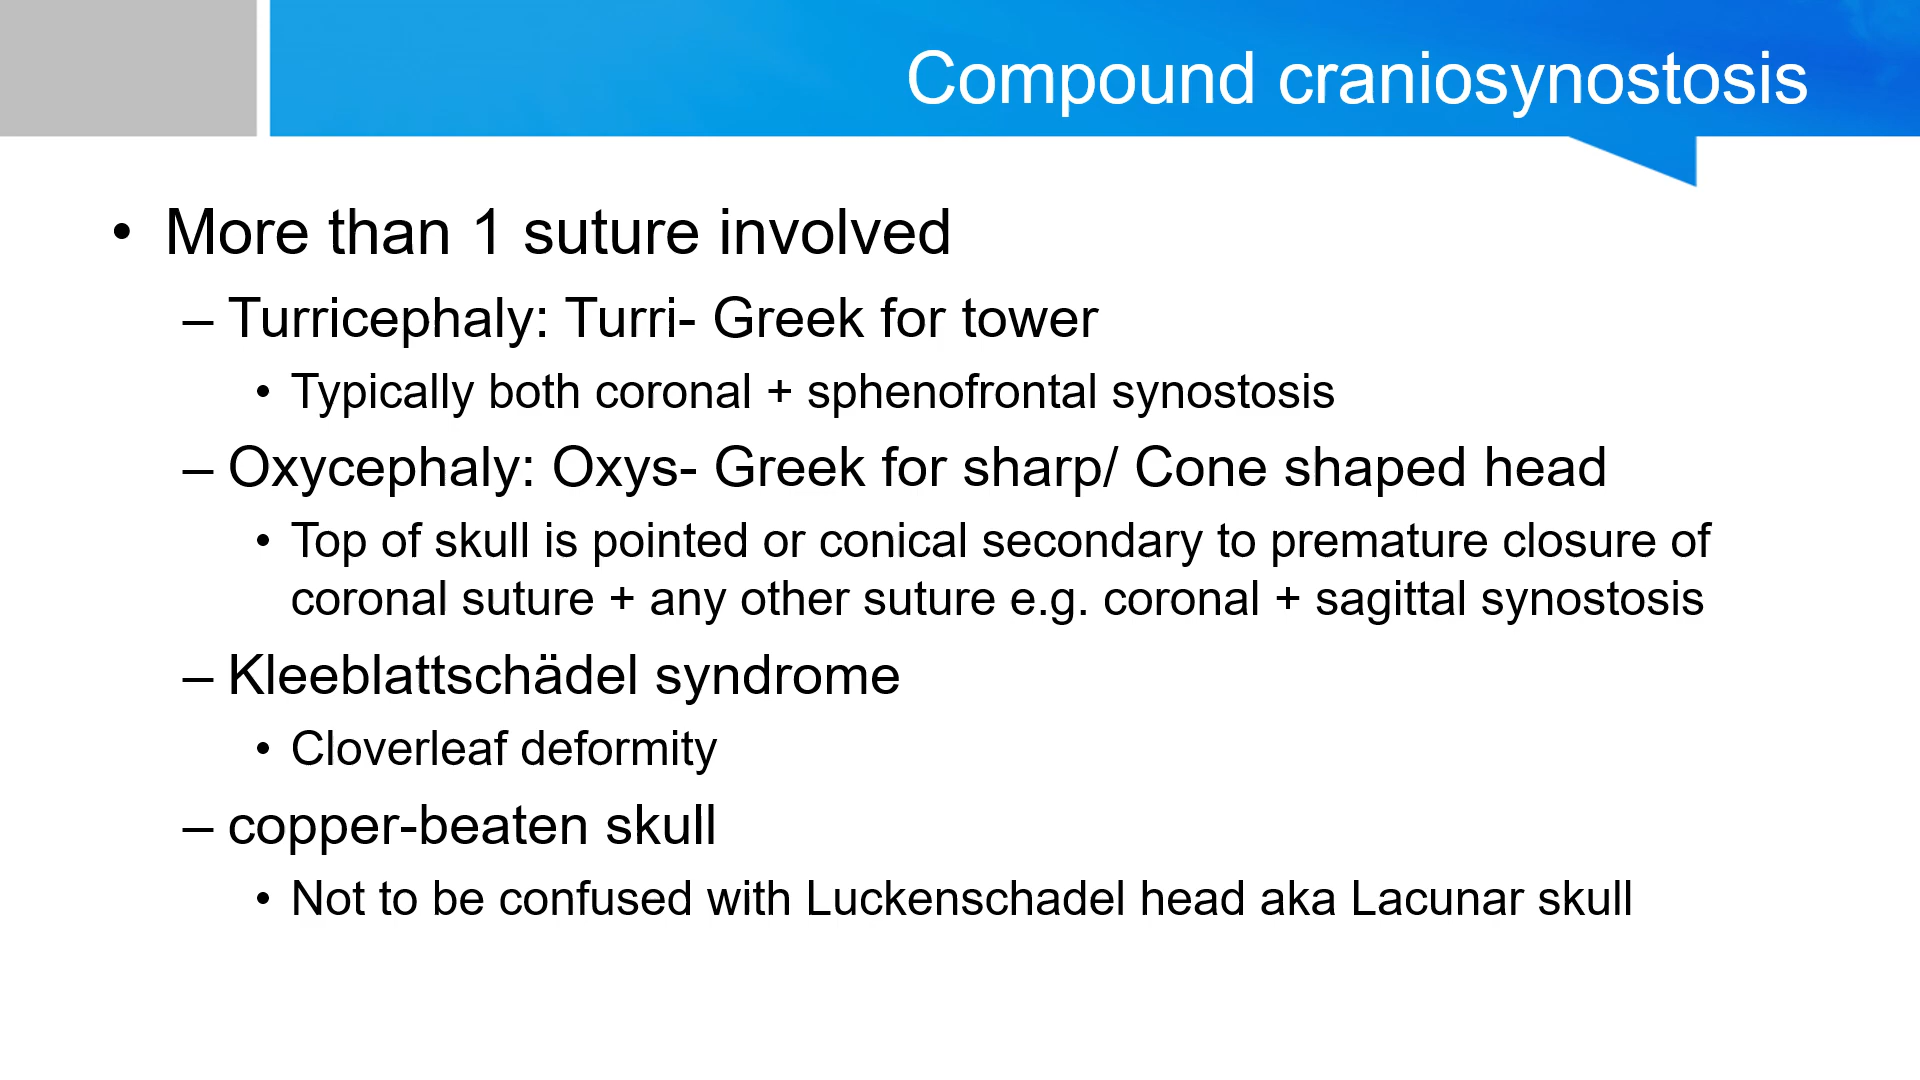 Compound craniosynostosis
• More than 1 suture involved
– Turricephaly: Turri- Greek for tower
• Typically both coronal + sphenofrontal synostosis
– Oxycephaly: Oxys- Greek for sharp/ Cone shaped head
• Top of skull is pointed or conical secondary to premature closure of
coronal suture + any other suture e.g. coronal + sagittal synostosis
– Kleeblattschädel syndrome
• Cloverleaf deformity
– copper-beaten skull
• Not to be confused with Luckenschadel head aka Lacunar skull